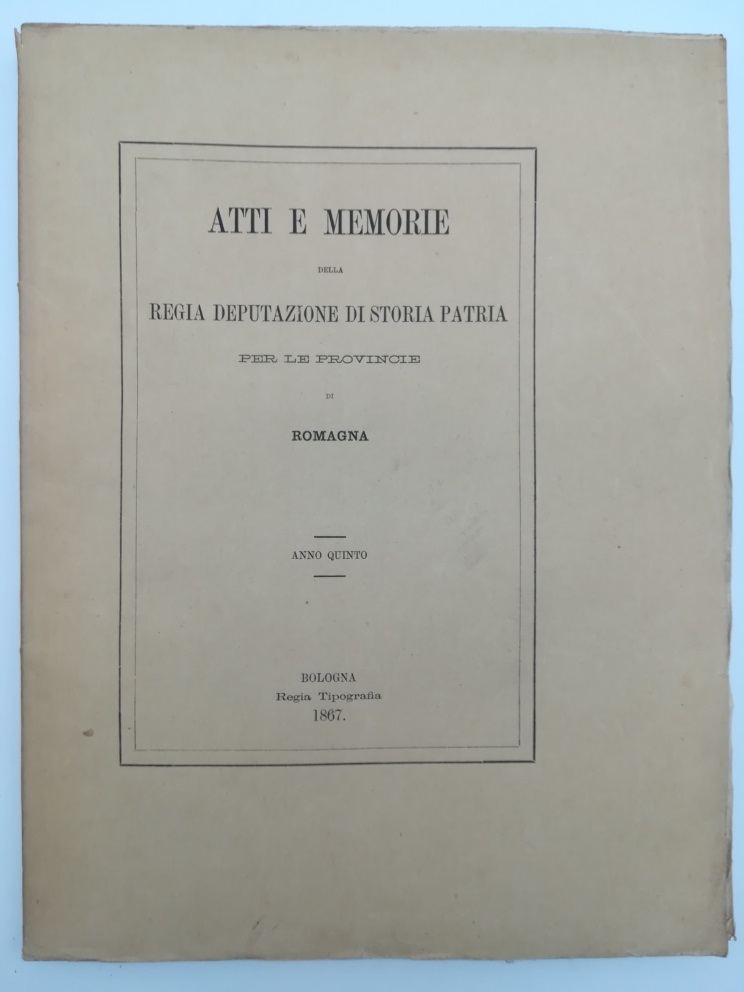 ATTI E MEMORIE
DELLA
REGIA DEPUTAZIONE DI STORIA PATRIA
PER LE PROVINCIE
DI
ROMAGNA
ANNO QUINTO
BOLOGNA
Regia Tipografia
1867.